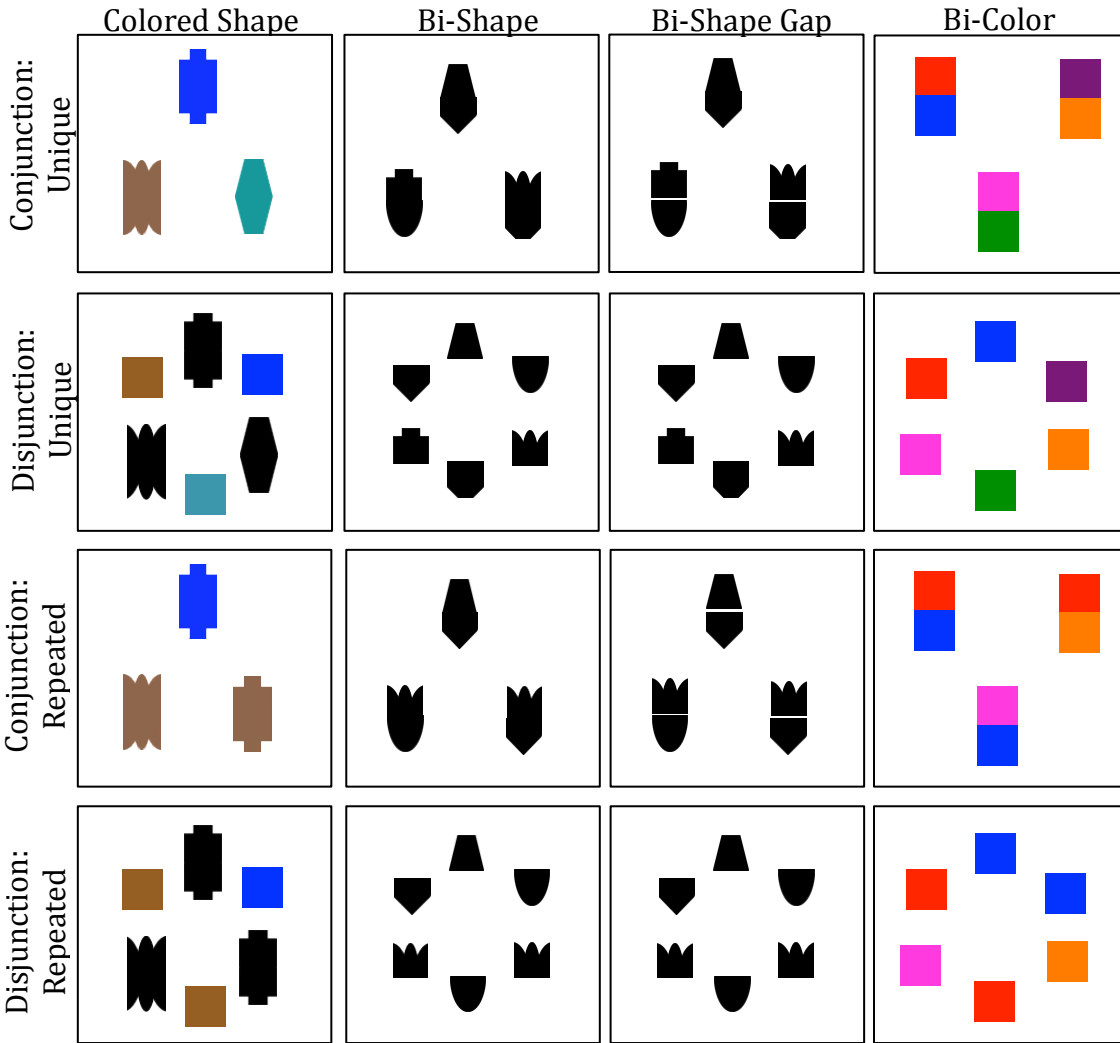 Colored Shape
Bi-Shape
Bi-Shape Gap
Bi-Color
Conjunction:
Unique
Disjunction:
Unique
Conjunction:
Repeated
Disjunction:
Repeated